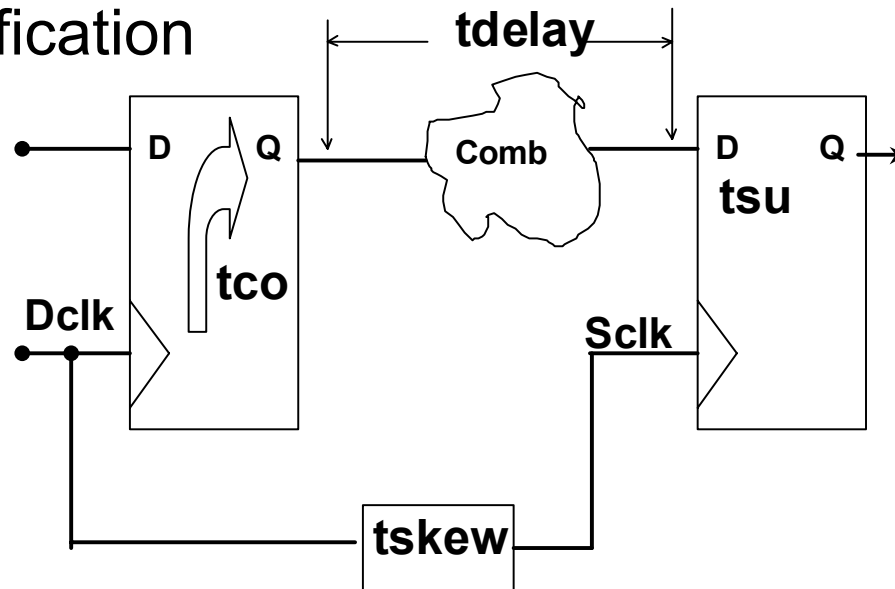 fication
tdelay
D Q
Comb
D Q
tsu
tco
Dclk
Sclk
tskew